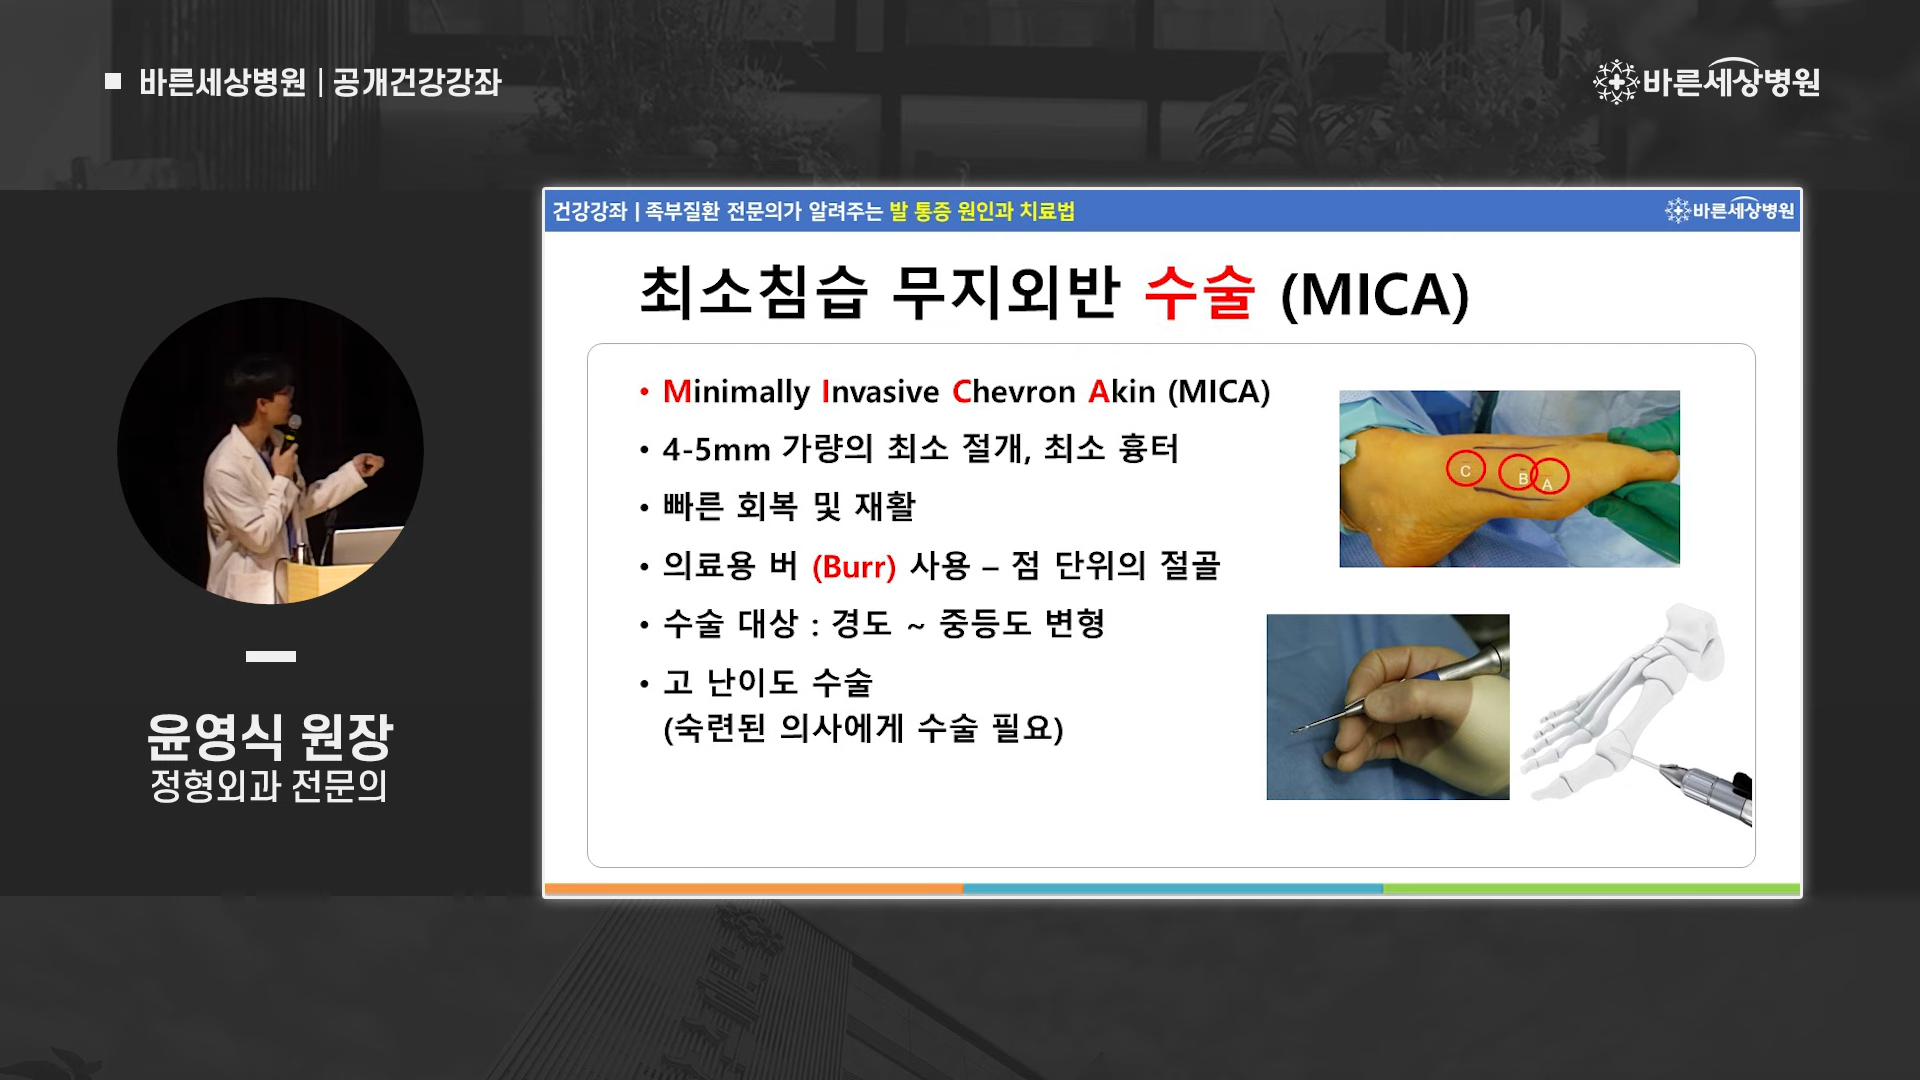 바른세상병원 | 공개건강강좌
바른세상병원
건강강좌 | 족부질환 전문의가 알려주는 발 통증 원인과 치료법
바른세상병원
최소침습 무지외반 수술 (MICA)
• Minimally Invasive Chevron Akin (MICA)
• 4-5mm 가량의 최소 절개, 최소 흉터
• 빠른 회복 및 재활
• 의료용 버 (Burr) 사용 – 점 단위의 절골
• 수술 대상 : 경도 ~ 중등도 변형
• 고 난이도 수술
(숙련된 의사에게 수술 필요)
C B A
윤영식 원장
정형외과 전문의